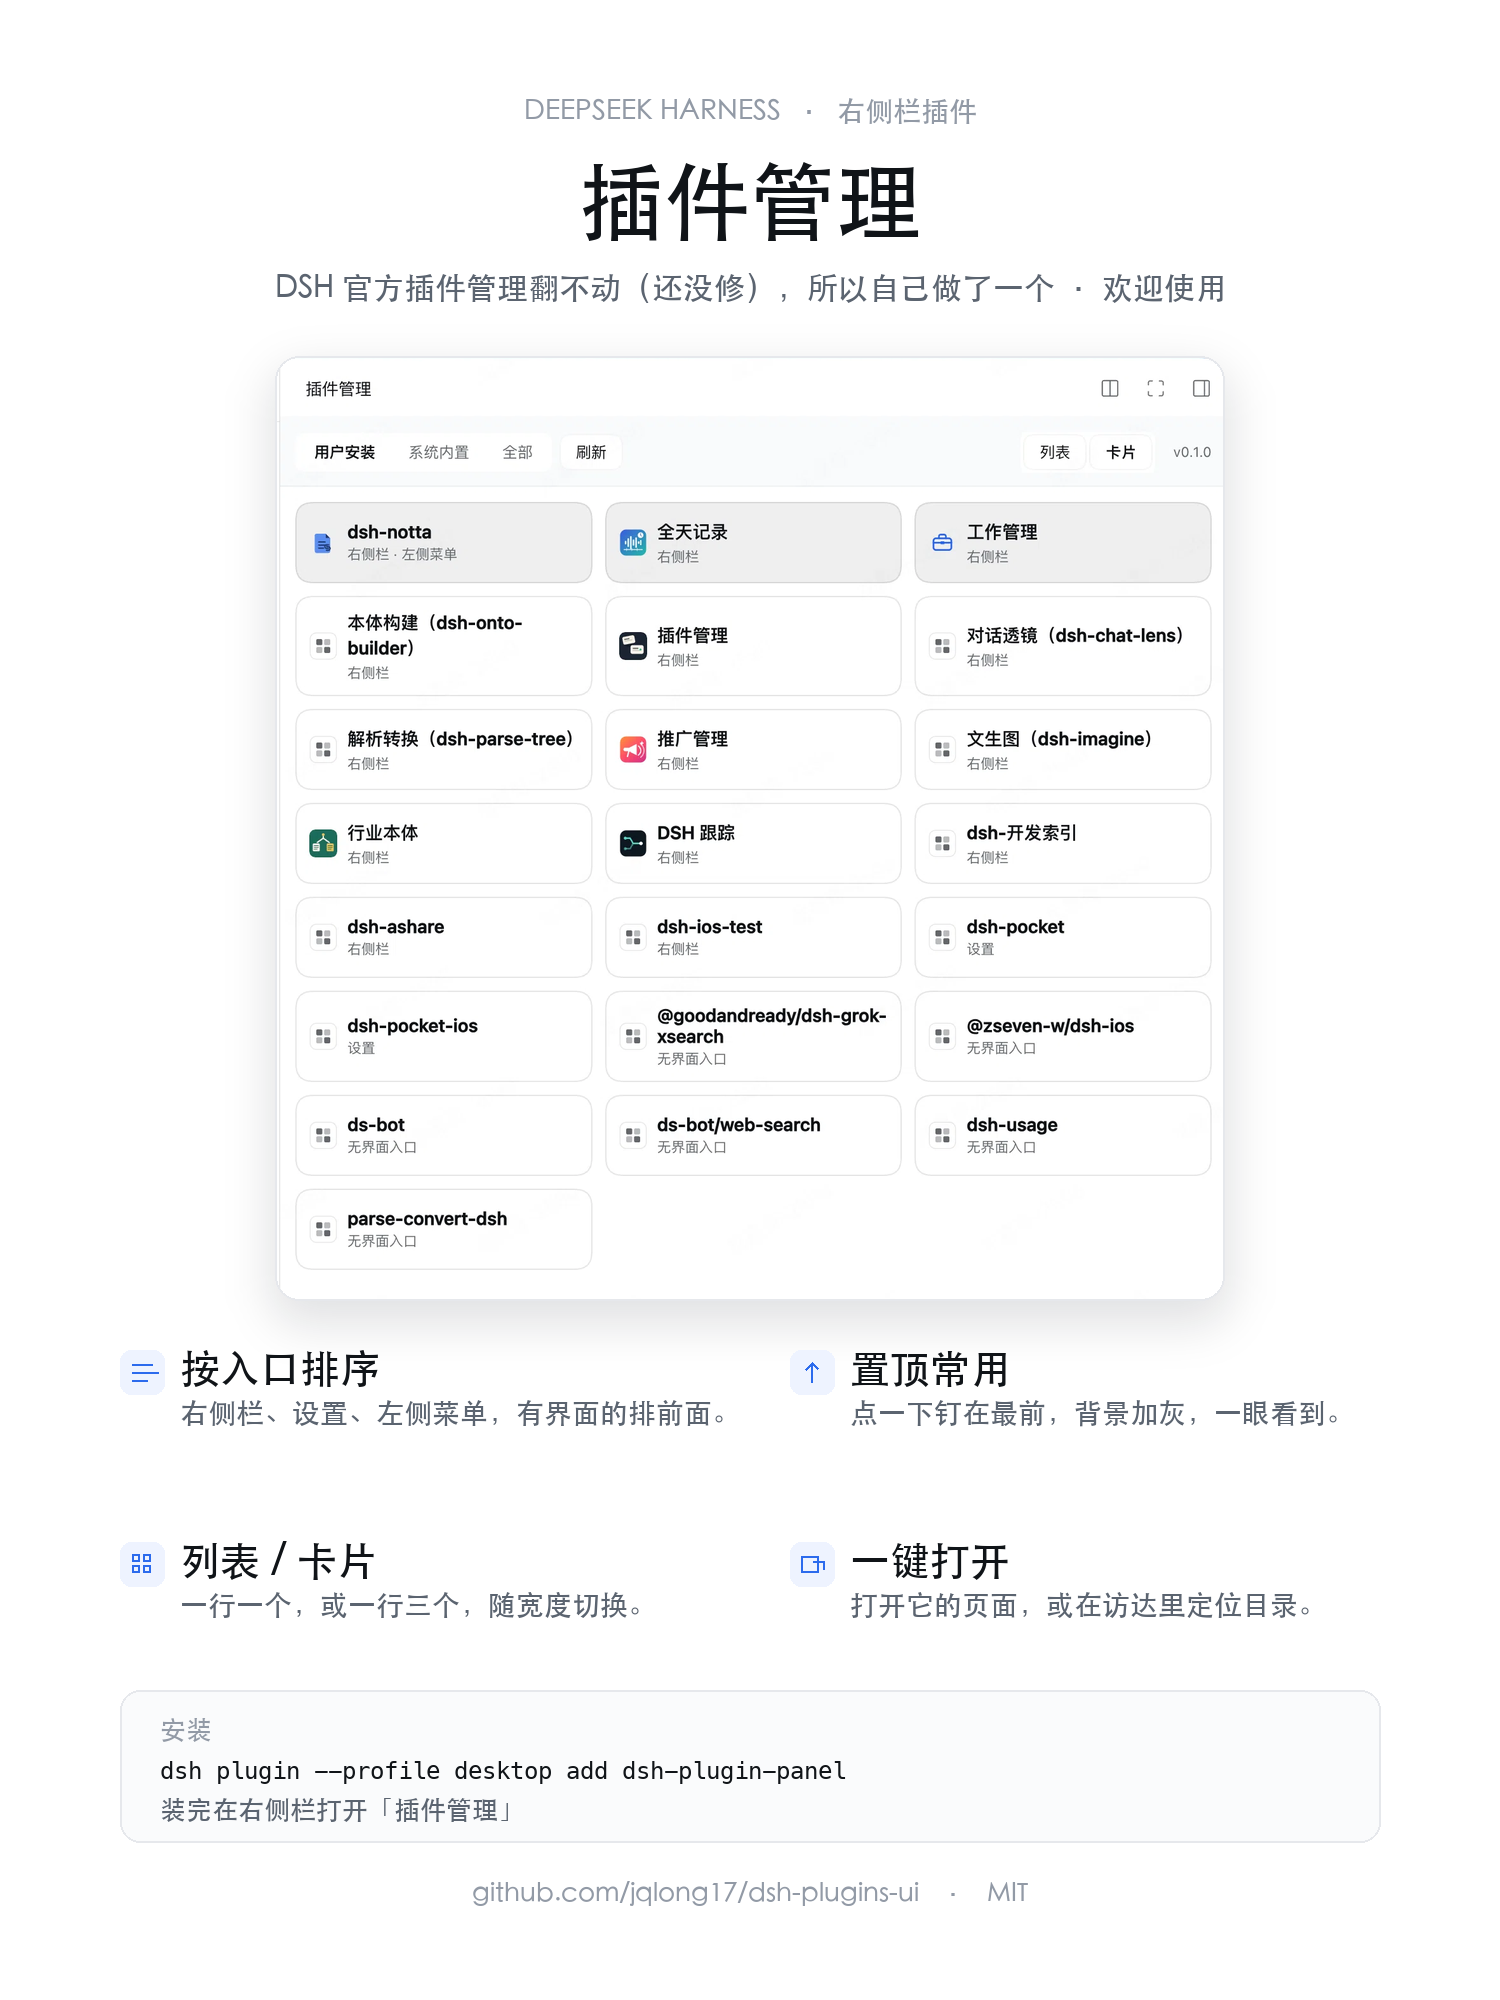 DEEPSEEK HARNESS · 右侧栏插件
插件管理
DSH 官方插件管理翻不动（还没修），所以自己做了一个 · 欢迎使用
插件管理
用户安装 系统内置 全部 刷新 列表 卡片 v0.1.0
dsh-notta
右侧栏 · 左侧菜单
全天记录
右侧栏
工作管理
右侧栏
本体构建（dsh-onto-
builder）
右侧栏
插件管理
右侧栏
对话透镜（dsh-chat-lens）
右侧栏
解析转换（dsh-parse-tree）
右侧栏
推广管理
右侧栏
文生图（dsh-imagine）
右侧栏
行业本体
右侧栏
DSH 跟踪
右侧栏
dsh-开发索引
右侧栏
dsh-ashare
右侧栏
dsh-ios-test
右侧栏
dsh-pocket
设置
dsh-pocket-ios
设置
@goodandready/dsh-grok-
xsearch
无界面入口
@zseven-w/dsh-ios
无界面入口
ds-bot
无界面入口
ds-bot/web-search
无界面入口
dsh-usage
无界面入口
parse-convert-dsh
无界面入口
按入口排序
右侧栏、设置、左侧菜单，有界面的排前面。
置顶常用
点一下钉在最前，背景加灰，一眼看到。
列表 / 卡片
一行一个，或一行三个，随宽度切换。
一键打开
打开它的页面，或在访达里定位目录。
安装
dsh plugin --profile desktop add dsh-plugin-panel
装完在右侧栏打开「插件管理」
github.com/jqlong17/dsh-plugins-ui · MIT